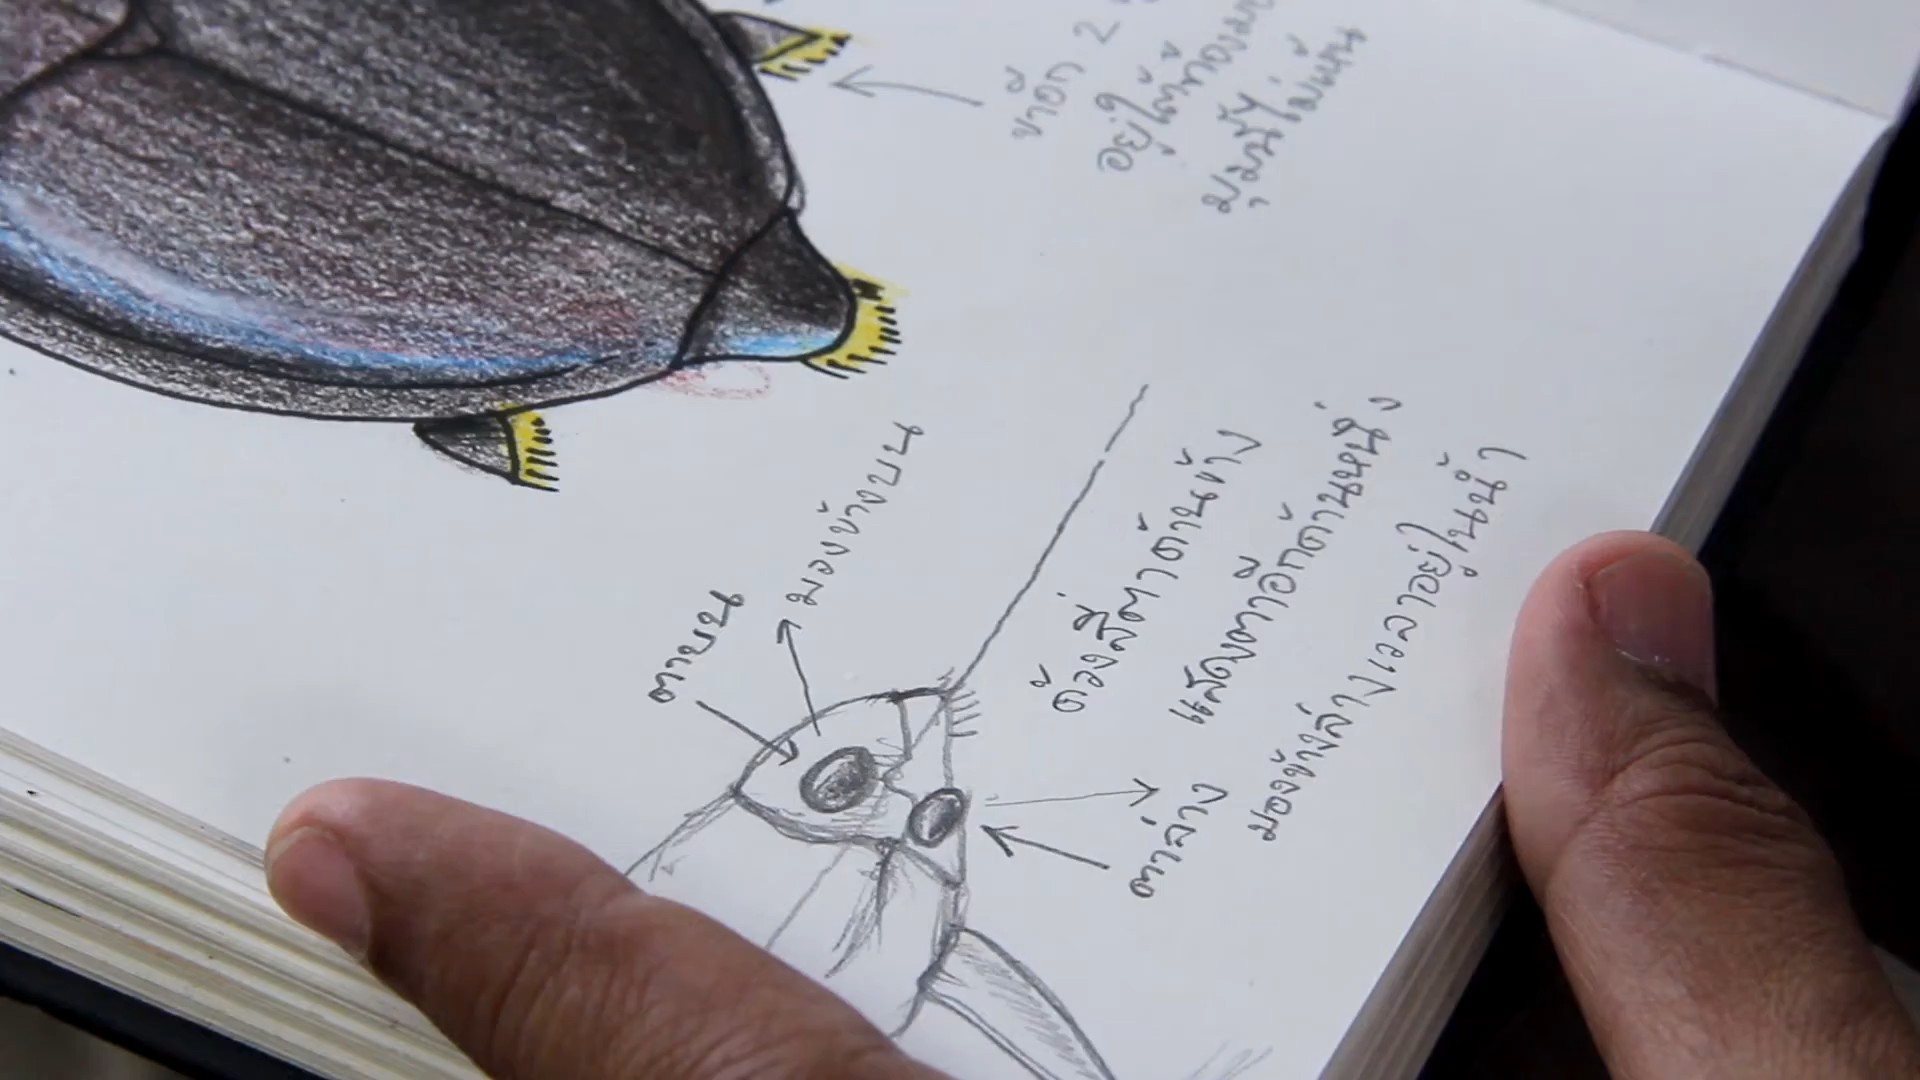 ขาอีก 2
อยู่ใต้ท้อง
มุมนี้ไม่เห็น
ตาบน
มองข้างบน
ต้องสี่ตาด้านข้าง
แสดงตาอีกด้านหนึ่ง
มองข้างล่างเวลาอยู่ในน้ำ
ตาล่าง